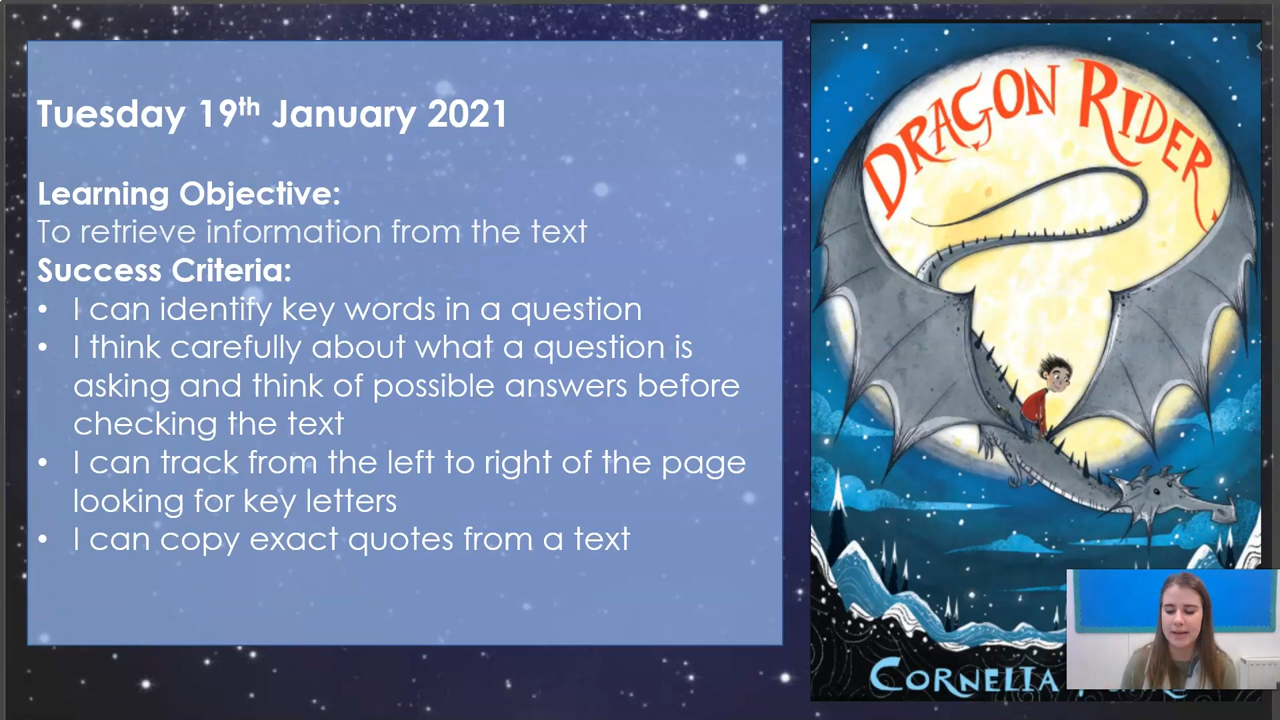 Tuesday 19th January 2021
Learning Objective:
To retrieve information from the text
Success Criteria:
• I can identify key words in a question
• I think carefully about what a question is
asking and think of possible answers before
checking the text
• I can track from the left to right of the page
looking for key letters
• I can copy exact quotes from a text
DRAGON RIDER
CORNELIA